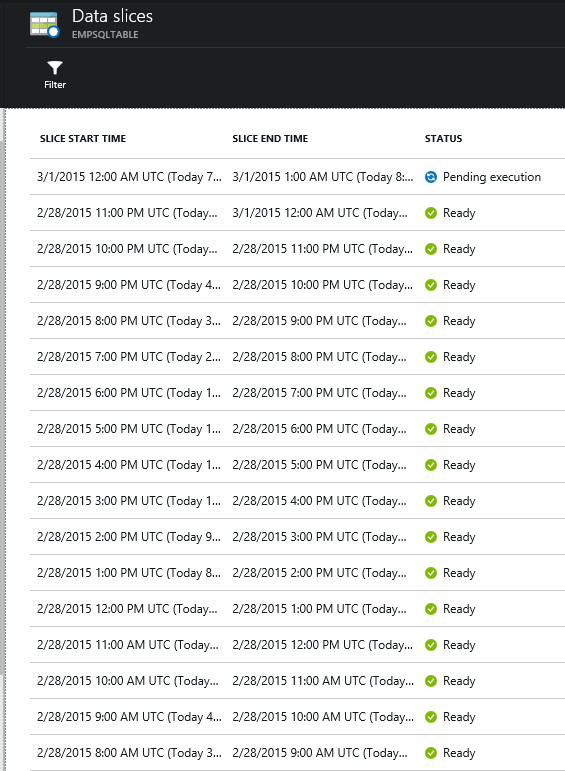 Data slices
EMPSQLTABLE
Filter
SLICE START TIME SLICE END TIME STATUS
3/1/2015 12:00 AM UTC (Today 7... 3/1/2015 1:00 AM UTC (Today 8:... Pending execution
2/28/2015 11:00 PM UTC (Today... 3/1/2015 12:00 AM UTC (Today... Ready
2/28/2015 10:00 PM UTC (Today... 2/28/2015 11:00 PM UTC (Today... Ready
2/28/2015 9:00 PM UTC (Today 4... 2/28/2015 10:00 PM UTC (Today... Ready
2/28/2015 8:00 PM UTC (Today 3... 2/28/2015 9:00 PM UTC (Today... Ready
2/28/2015 7:00 PM UTC (Today 2... 2/28/2015 8:00 PM UTC (Today... Ready
2/28/2015 6:00 PM UTC (Today 1... 2/28/2015 7:00 PM UTC (Today... Ready
2/28/2015 5:00 PM UTC (Today 1... 2/28/2015 6:00 PM UTC (Today... Ready
2/28/2015 4:00 PM UTC (Today 1... 2/28/2015 5:00 PM UTC (Today... Ready
2/28/2015 3:00 PM UTC (Today 1... 2/28/2015 4:00 PM UTC (Today... Ready
2/28/2015 2:00 PM UTC (Today 9... 2/28/2015 3:00 PM UTC (Today... Ready
2/28/2015 1:00 PM UTC (Today 8... 2/28/2015 2:00 PM UTC (Today... Ready
2/28/2015 12:00 PM UTC (Today... 2/28/2015 1:00 PM UTC (Today... Ready
2/28/2015 11:00 AM UTC (Today... 2/28/2015 12:00 PM UTC (Today... Ready
2/28/2015 10:00 AM UTC (Today... 2/28/2015 11:00 AM UTC (Today... Ready
2/28/2015 9:00 AM UTC (Today 4... 2/28/2015 10:00 AM UTC (Today... Ready
2/28/2015 8:00 AM UTC (Today 3... 2/28/2015 9:00 AM UTC (Today... Ready